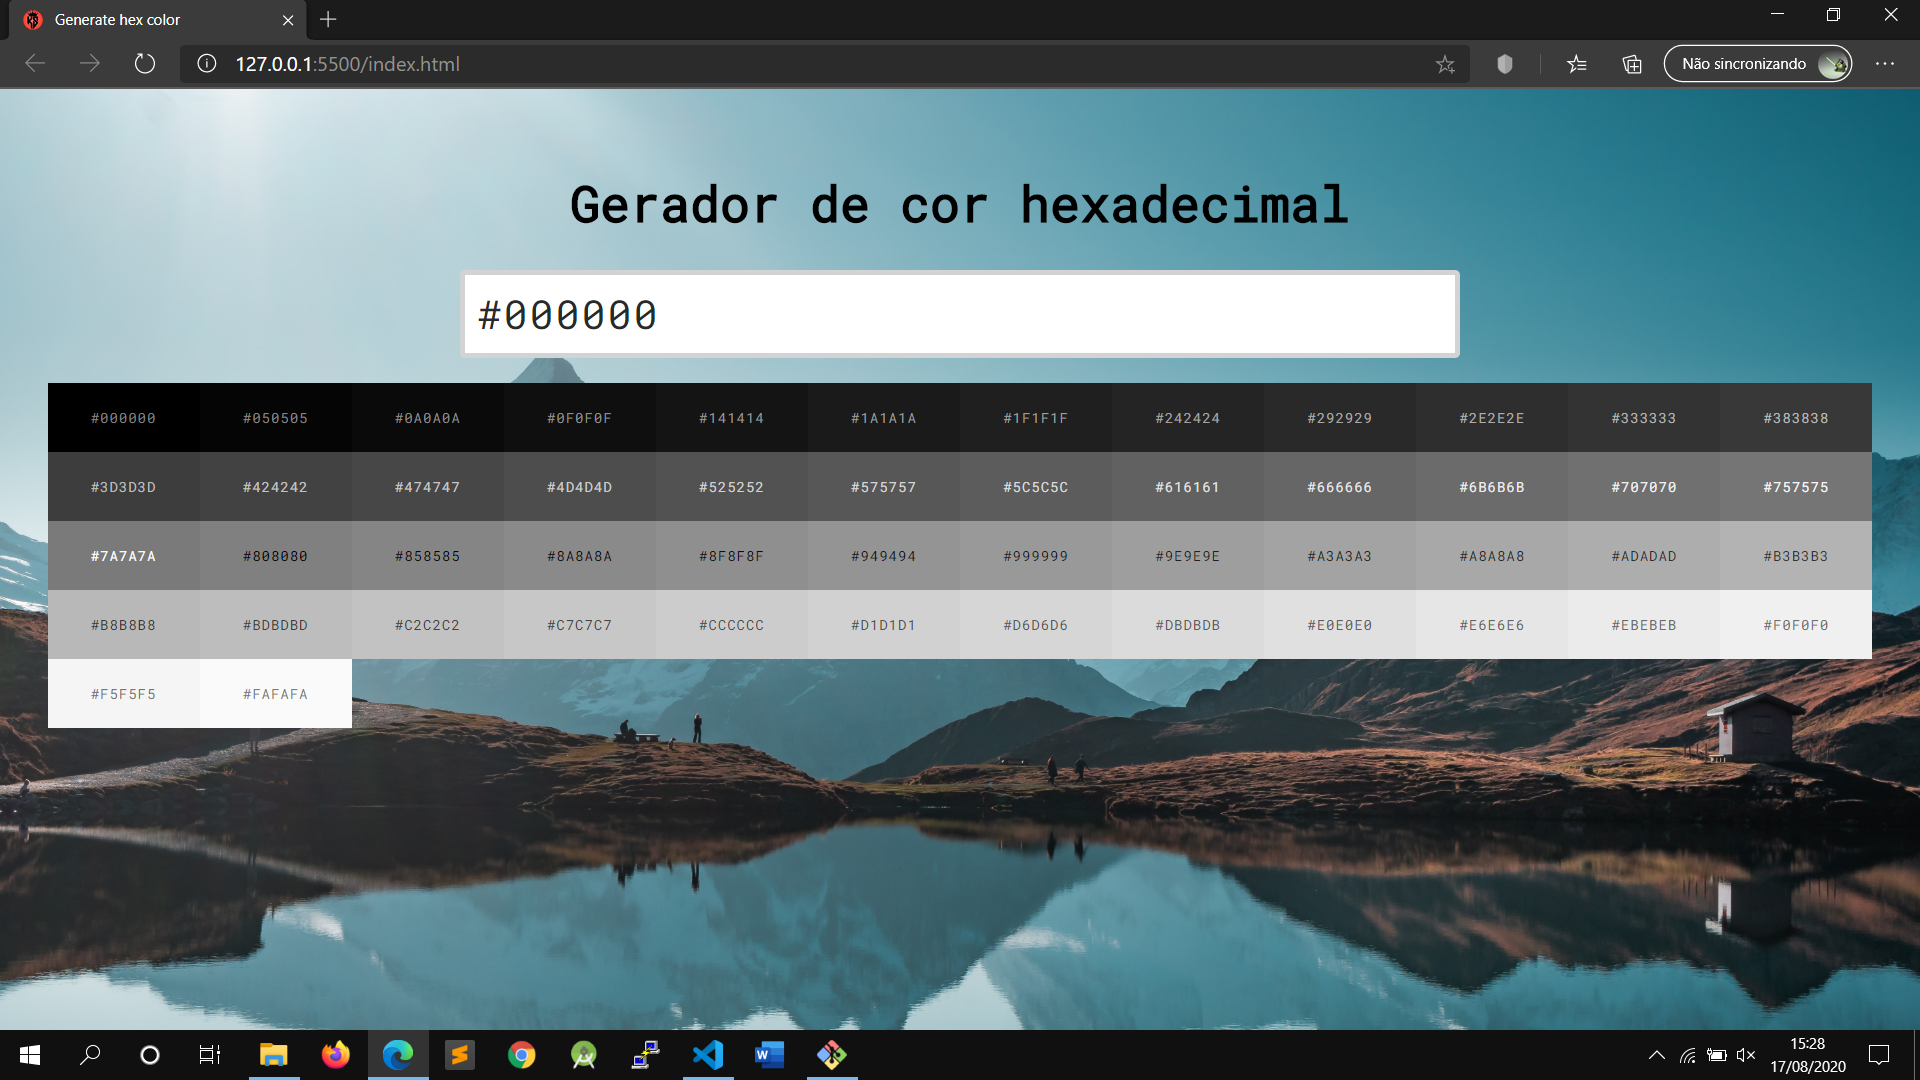 Generate hex color
127.0.0.1:5500/index.html
Não sincronizando
Gerador de cor hexadecimal
#000000
#000000 #050505 #0A0A0A #0F0F0F #141414 #1A1A1A #1F1F1F #242424 #292929 #2E2E2E #333333 #383838
#3D3D3D #424242 #474747 #4D4D4D #525252 #575757 #5C5C5C #616161 #666666 #6B6B6B #707070 #757575
#7A7A7A #808080 #858585 #8A8A8A #8F8F8F #949494 #999999 #9E9E9E #A3A3A3 #A8A8A8 #ADADAD #B3B3B3
#B8B8B8 #BDBDBD #C2C2C2 #C7C7C7 #CCCCCC #D1D1D1 #D6D6D6 #DBDBDB #E0E0E0 #E6E6E6 #EBEBEB #F0F0F0
#F5F5F5 #FAFAFA
15:28
17/08/2020